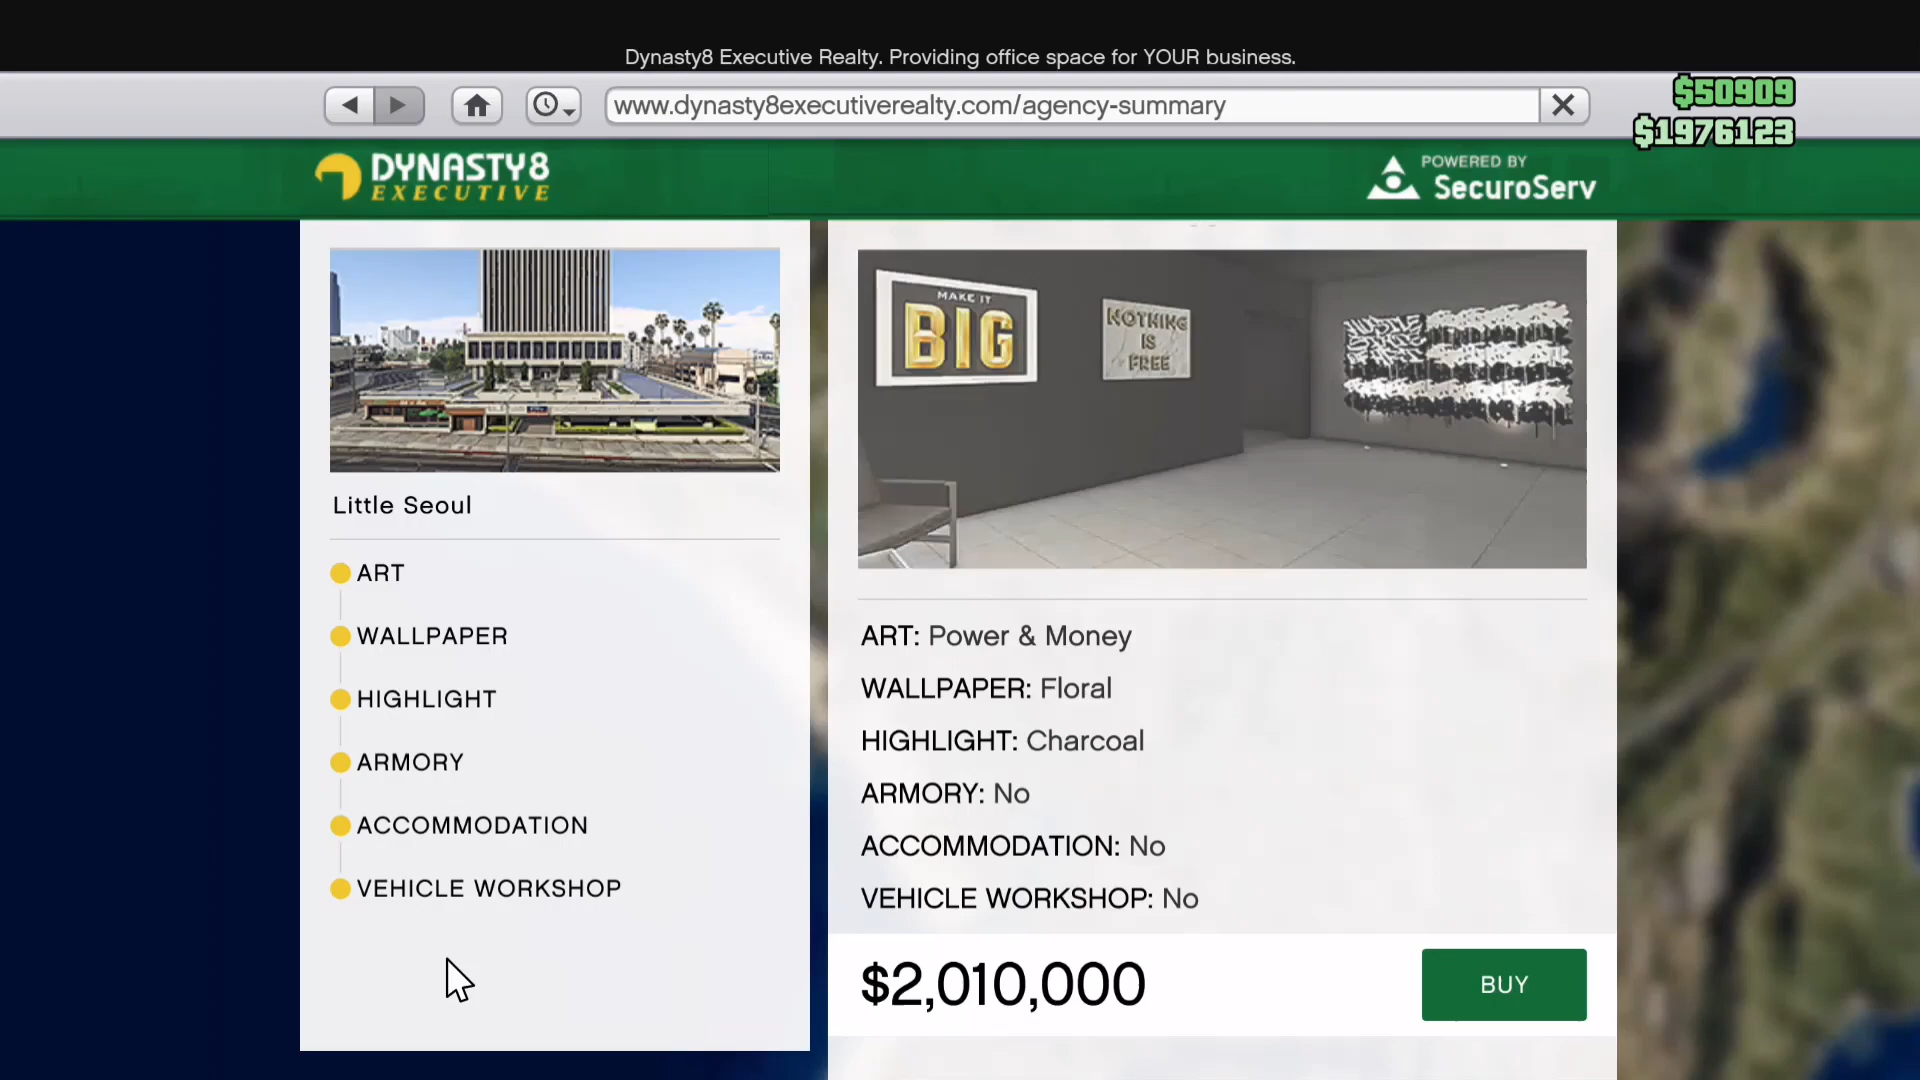 Dynasty8 Executive Realty. Providing office space for YOUR business.
www.dynasty8executiverealty.com/agency-summary
$50909
$1976123
DYNASTY8
EXECUTIVE
POWERED BY
SecuroServ
Little Seoul
ART
WALLPAPER
HIGHLIGHT
ARMORY
ACCOMMODATION
VEHICLE WORKSHOP
MAKE IT
BIG
NOTHING
IS
FREE
ART: Power & Money
WALLPAPER: Floral
HIGHLIGHT: Charcoal
ARMORY: No
ACCOMMODATION: No
VEHICLE WORKSHOP: No
$2,010,000
BUY